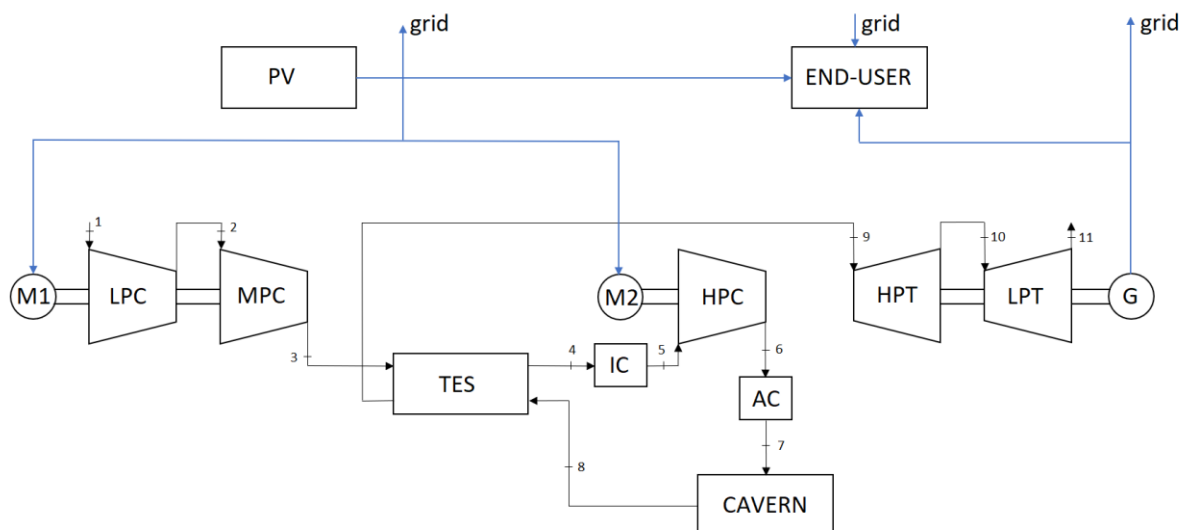 grid
grid
grid
PV
END-USER
1
2
9
10
11
M1
LPC
MPC
M2
HPC
HPT
LPT
G
3
4
5
6
TES
IC
AC
7
8
CAVERN